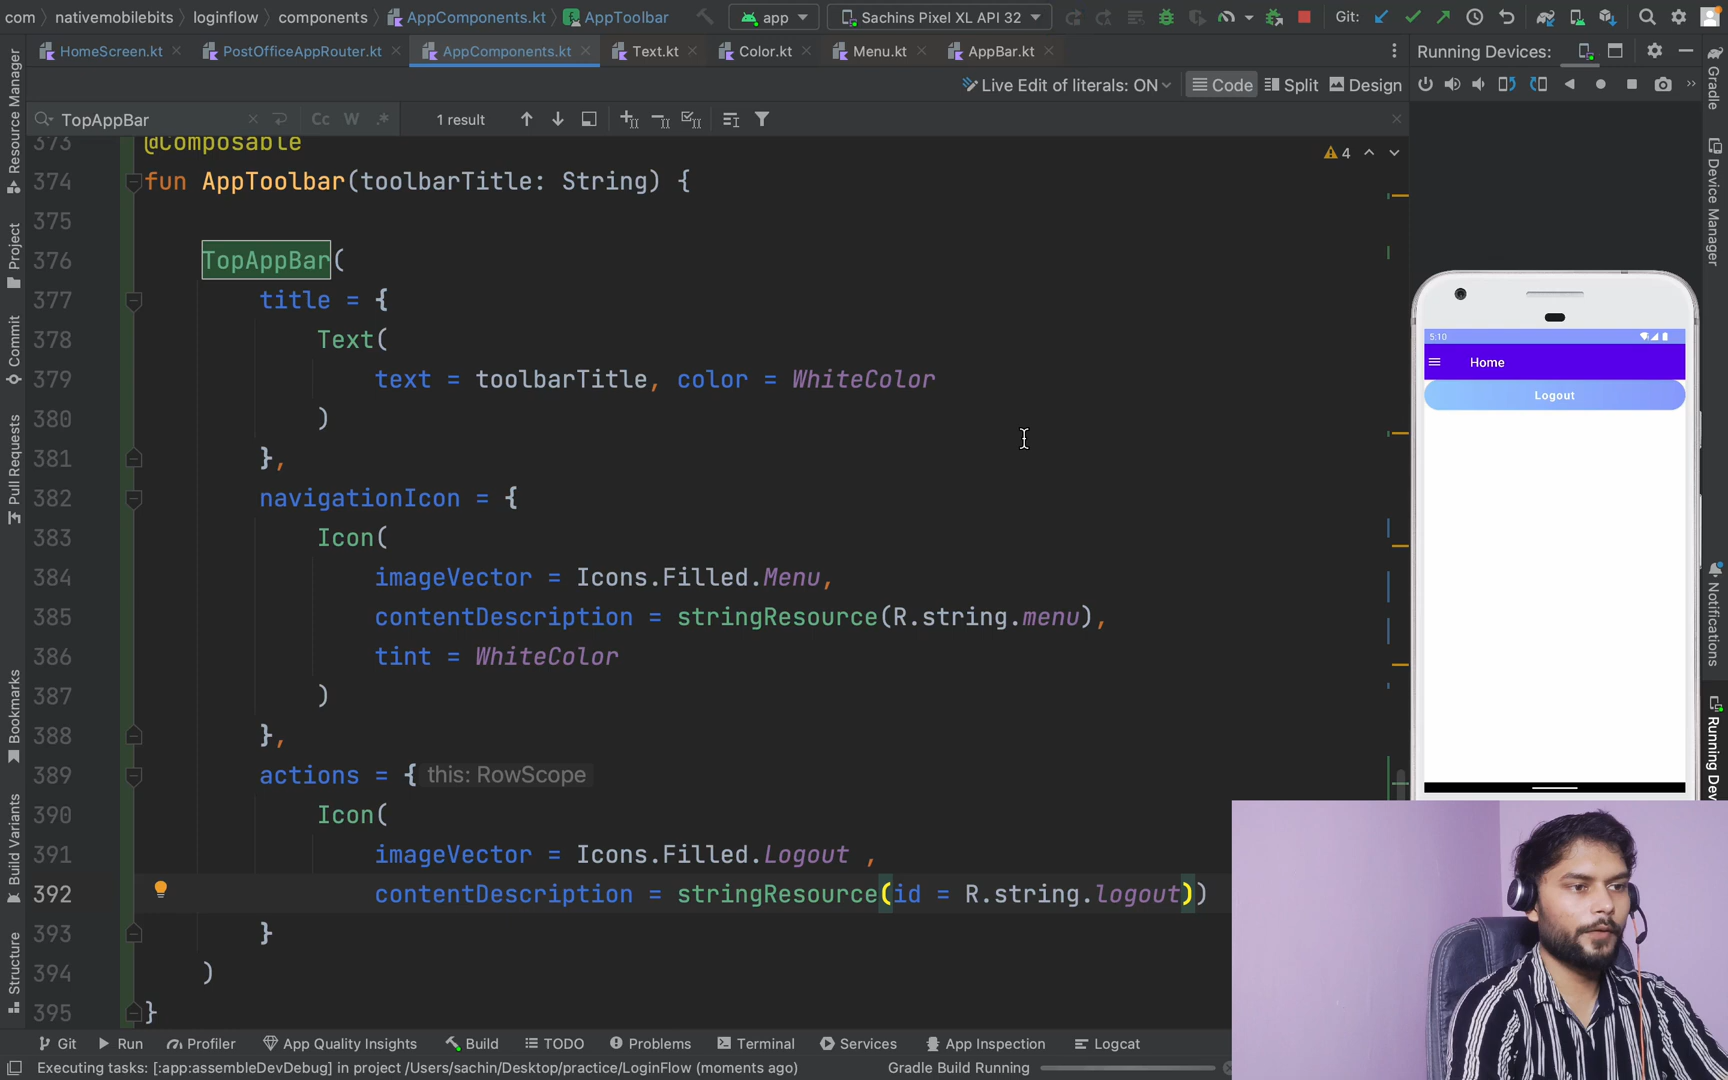 com nativemobilebits loginflow components AppComponents.kt AppToolbar app Sachins Pixel XL API 32 Git:
HomeScreen.kt PostOfficeAppRouter.kt AppComponents.kt Text.kt Color.kt Menu.kt AppBar.kt Running Devices:
Live Edit of literals: ON Code Split Design
TopAppBar Cc W .* 1 result
373 @Composable
4
374 fun AppToolbar(toolbarTitle: String) {
375
376 TopAppBar(
377 title = {
378 Text(
379 text = toolbarTitle, color = WhiteColor
380 )
381 },
382 navigationIcon = {
383 Icon(
384 imageVector = Icons.Filled.Menu,
385 contentDescription = stringResource(R.string.menu),
386 tint = WhiteColor
387 )
388 },
389 actions = { this: RowScope
390 Icon(
391 imageVector = Icons.Filled.Logout ,
392 contentDescription = stringResource(id = R.string.logout))
393 }
394 )
395 }
5:10
Home
Logout
Resource Manager
Project
Commit
Pull Requests
Bookmarks
Build Variants
Structure
Gradle
Device Manager
Notifications
Running Dev
Git Run Profiler App Quality Insights Build TODO Problems Terminal Services App Inspection Logcat
Executing tasks: [:app:assembleDevDebug] in project /Users/sachin/Desktop/practice/LoginFlow (moments ago) Gradle Build Running